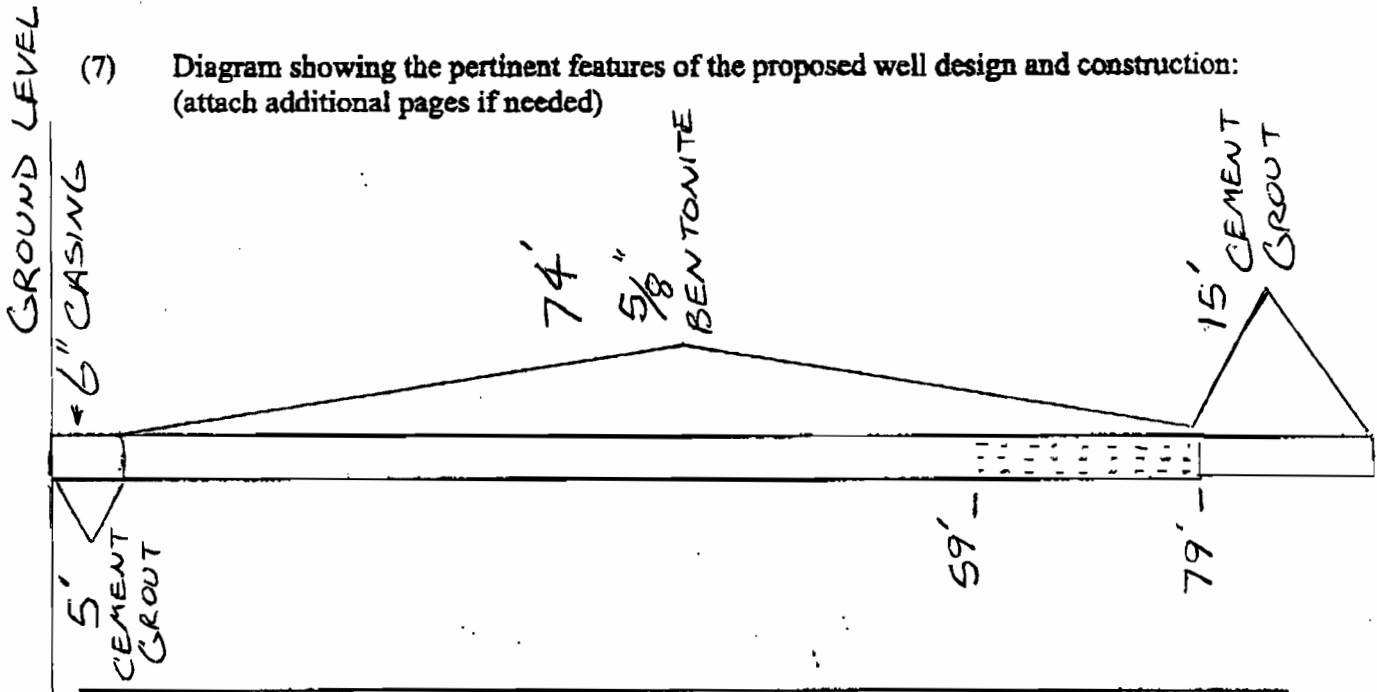 GROUND LEVEL
(7) Diagram showing the pertinent features of the proposed well design and construction:
(attach additional pages if needed)
6" CASING
74'
5/8"
BENTONITE
15' CEMENT
GROUT
5'
CEMENT
GROUT
59'
79'